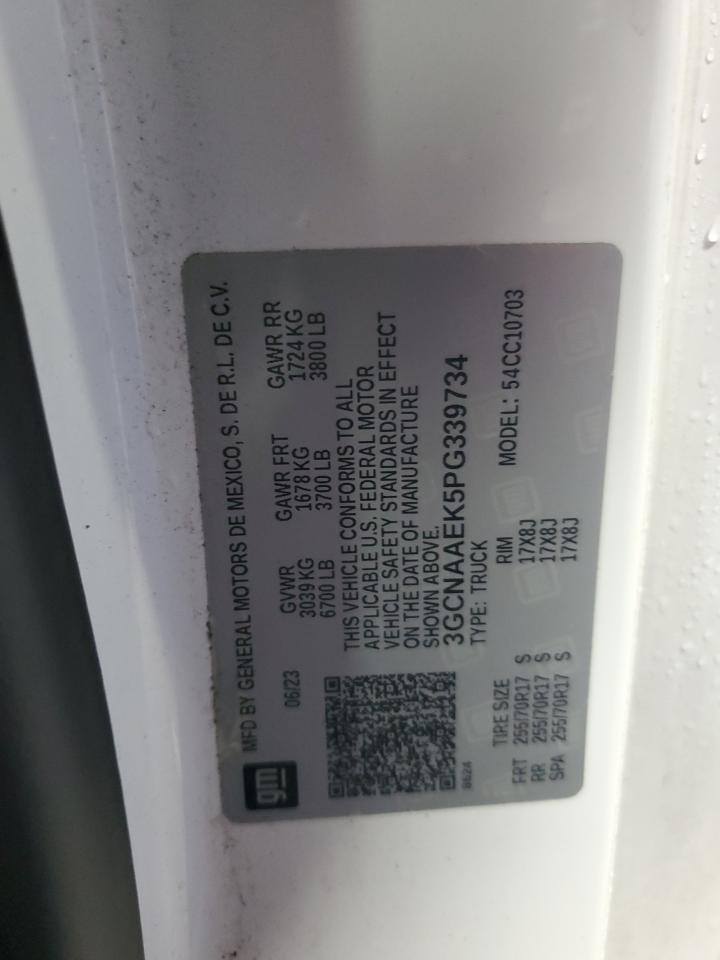 gm
MFD BY GENERAL MOTORS DE MEXICO, S. DE R.L. DE C.V.
06/23 GVWR GAWR FRT GAWR RR
3039 KG 1678 KG 1724 KG
6700 LB 3700 LB 3800 LB
THIS VEHICLE CONFORMS TO ALL
APPLICABLE U.S. FEDERAL MOTOR
VEHICLE SAFETY STANDARDS IN EFFECT
ON THE DATE OF MANUFACTURE
SHOWN ABOVE.
3GCNAAEK5PG339734
8624 TYPE: TRUCK
TIRE SIZE RIM MODEL: 54CC10703
FRT 255/70R17 S 17X8J
RR 255/70R17 S 17X8J
SPA 255/70R17 S 17X8J